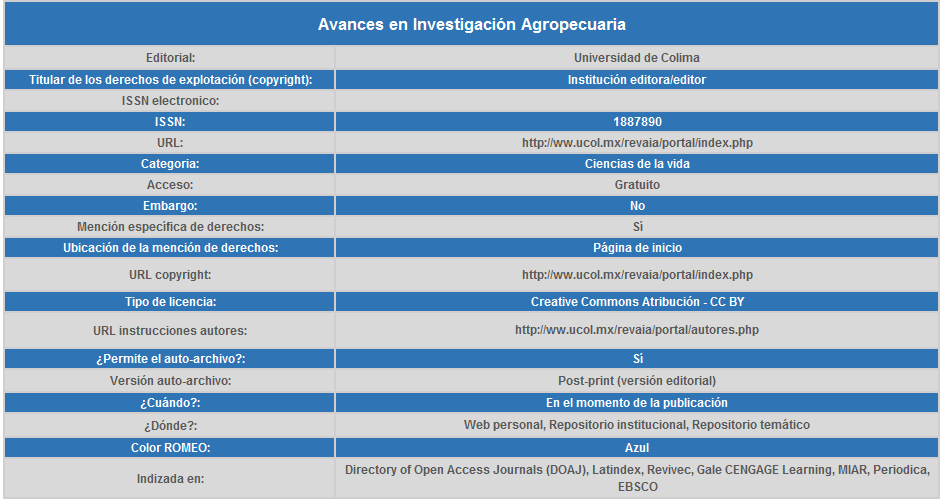 Avances en Investigación Agropecuaria
Editorial: Universidad de Colima
Titular de los derechos de explotación (copyright): Institución editora/editor
ISSN electronico:
ISSN: 1887890
URL: http://ww.ucol.mx/revaia/portal/index.php
Categoria: Ciencias de la vida
Acceso: Gratuito
Embargo: No
Mención específica de derechos: Sí
Ubicación de la mención de derechos: Página de inicio
URL copyright: http://ww.ucol.mx/revaia/portal/index.php
Tipo de licencia: Creative Commons Atribución - CC BY
URL instrucciones autores: http://ww.ucol.mx/revaia/portal/autores.php
¿Permite el auto-archivo?: Sí
Versión auto-archivo: Post-print (versión editorial)
¿Cuándo?: En el momento de la publicación
¿Dónde?: Web personal, Repositorio institucional, Repositorio temático
Color ROMEO: Azul
Indizada en: Directory of Open Access Journals (DOAJ), Latindex, Revivec, Gale CENGAGE Learning, MIAR, Periodica,
EBSCO